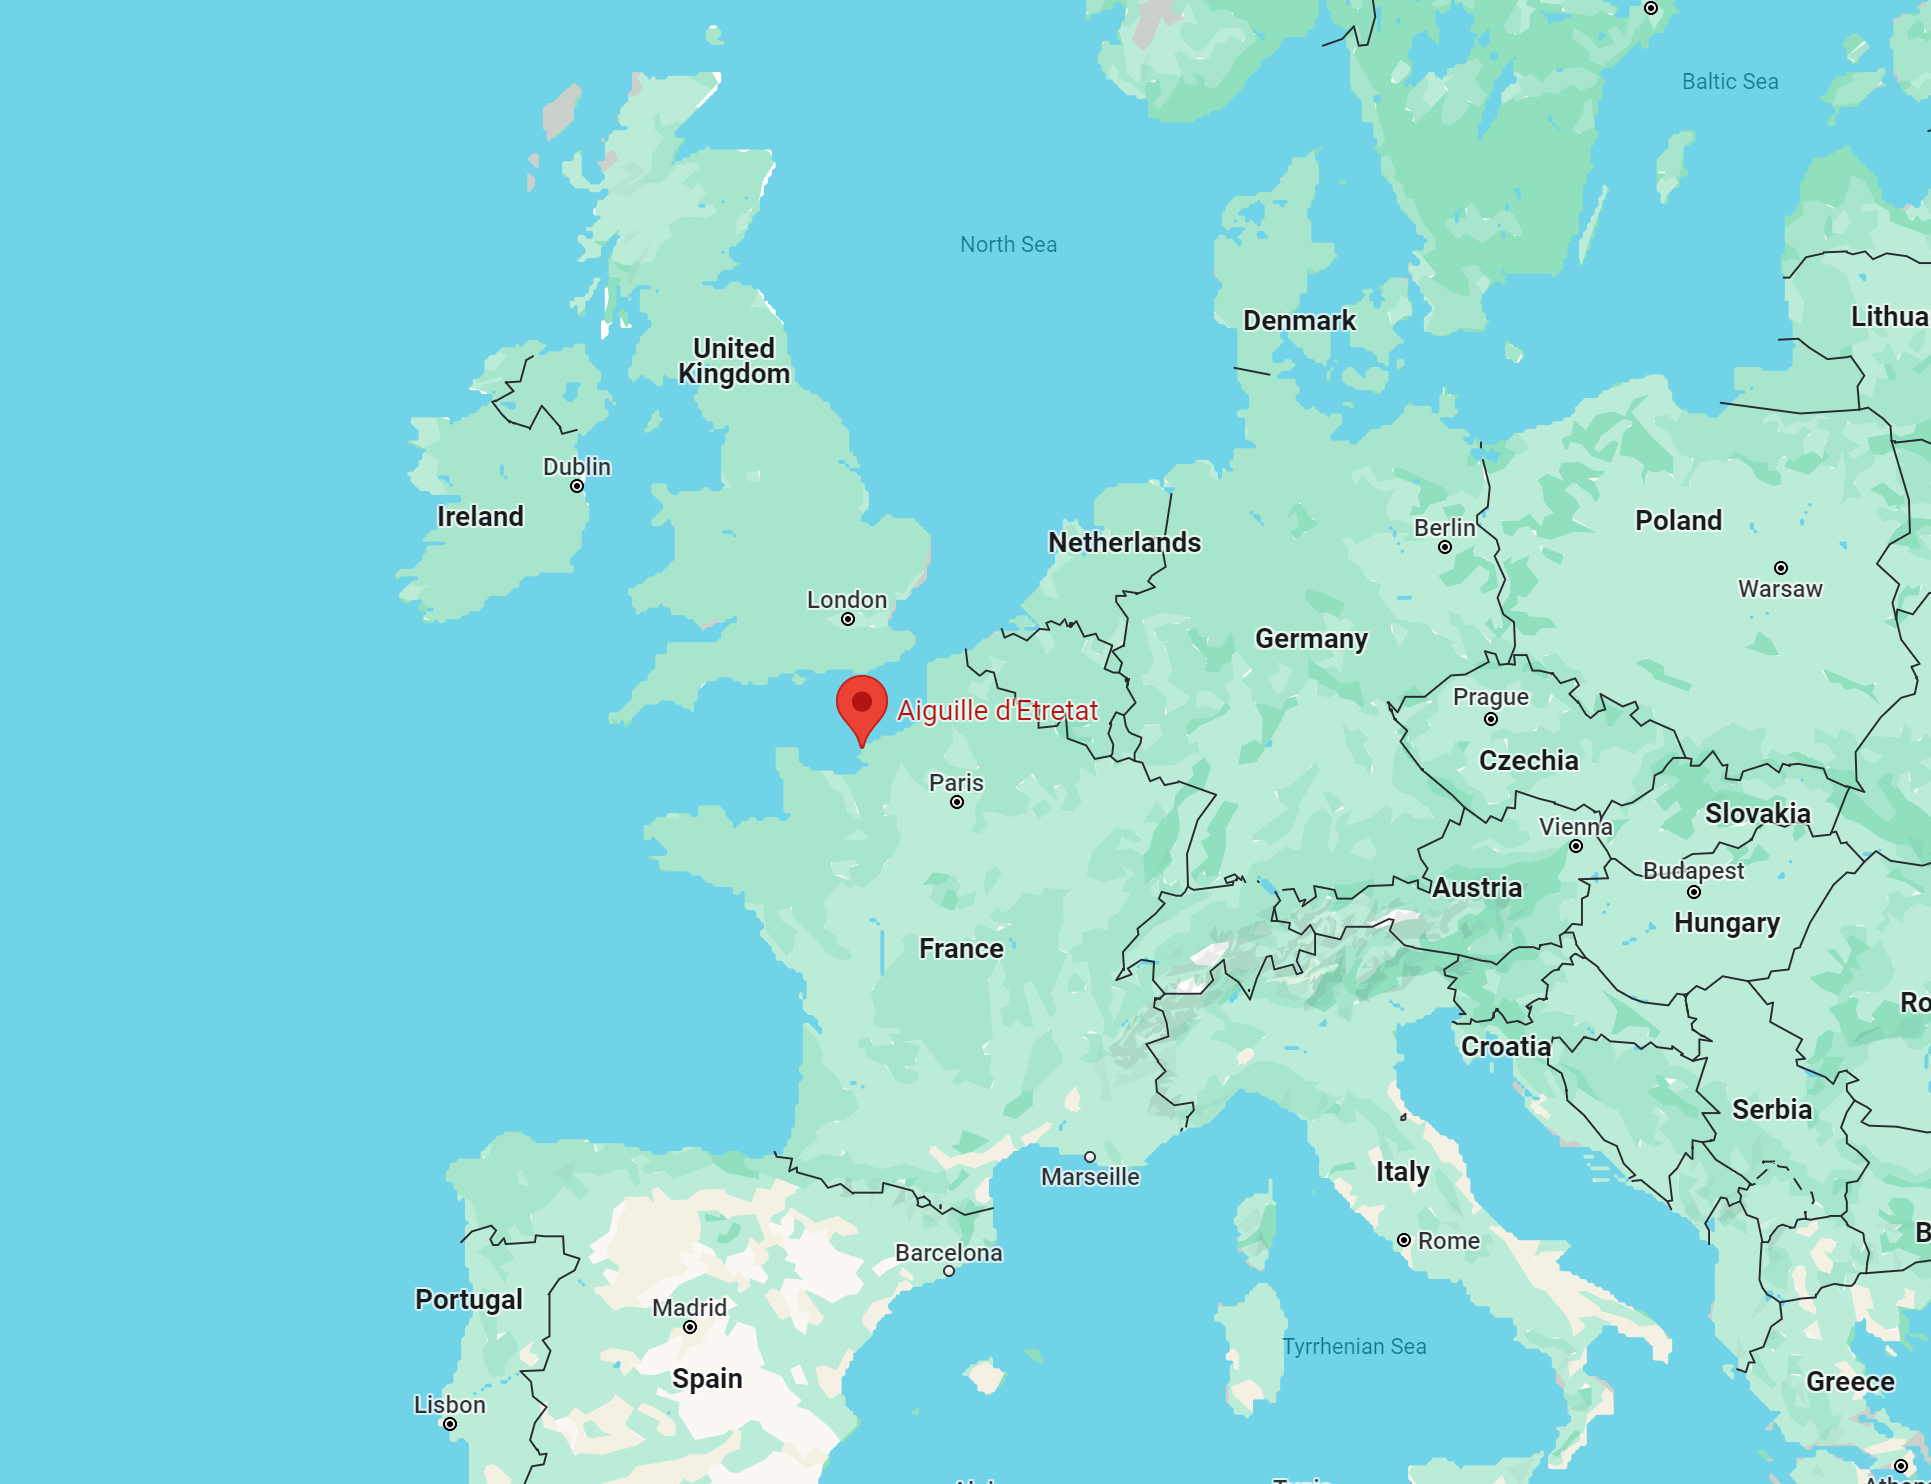 Baltic Sea
North Sea
Denmark
Lithua
United
Kingdom
Dublin
Ireland
Netherlands
Berlin
Poland
Warsaw
London
Germany
Aiguille d'Etretat
Prague
Czechia
Paris
Slovakia
Vienna
Budapest
Austria
Hungary
France
Ro
Croatia
Serbia
Marseille
Italy
B
Barcelona
Rome
Portugal
Madrid
Tyrrhenian Sea
Spain
Greece
Lisbon